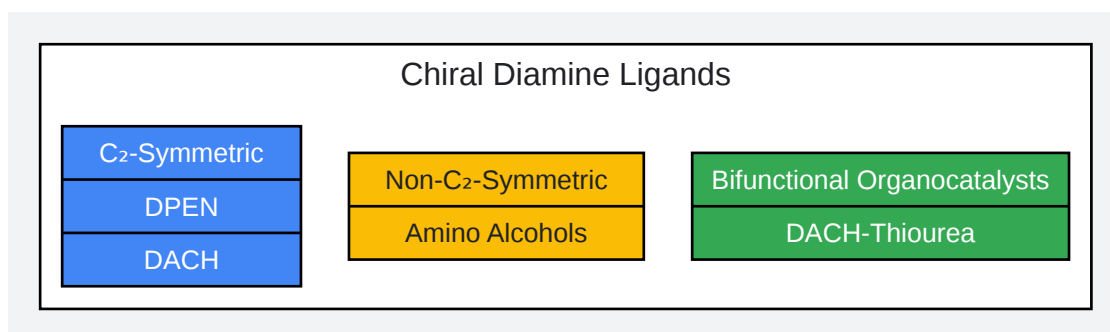 Chiral Diamine Ligands
C₂-Symmetric
DPEN
DACH
Non-C₂-Symmetric
Amino Alcohols
Bifunctional Organocatalysts
DACH-Thiourea